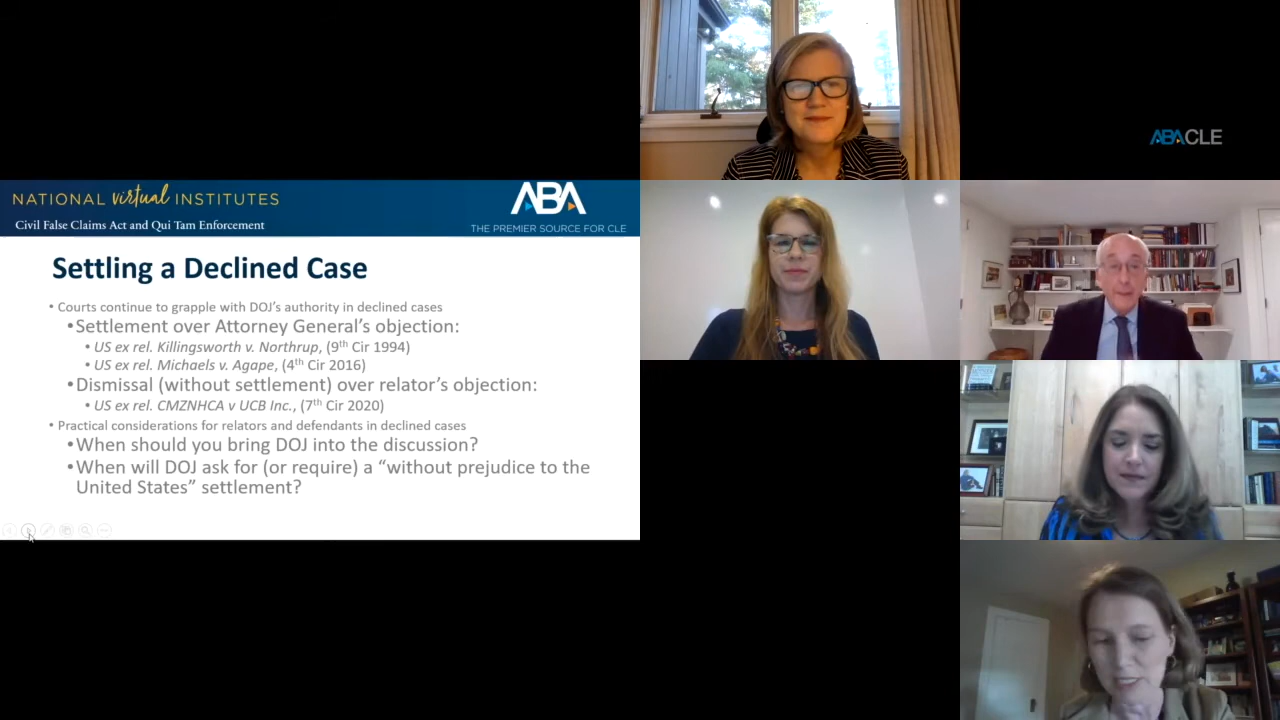 ABACLE
NATIONAL virtual INSTITUTES
Civil False Claims Act and Qui Tam Enforcement
ABA
THE PREMIER SOURCE FOR CLE
Settling a Declined Case
• Courts continue to grapple with DOJ's authority in declined cases
•Settlement over Attorney General's objection:
• US ex rel. Killingsworth v. Northrup, (9th Cir 1994)
• US ex rel. Michaels v. Agape, (4th Cir 2016)
•Dismissal (without settlement) over relator's objection:
• US ex rel. CMZNHCA v UCB Inc., (7th Cir 2020)
• Practical considerations for relators and defendants in declined cases
•When should you bring DOJ into the discussion?
•When will DOJ ask for (or require) a “without prejudice to the
United States” settlement?